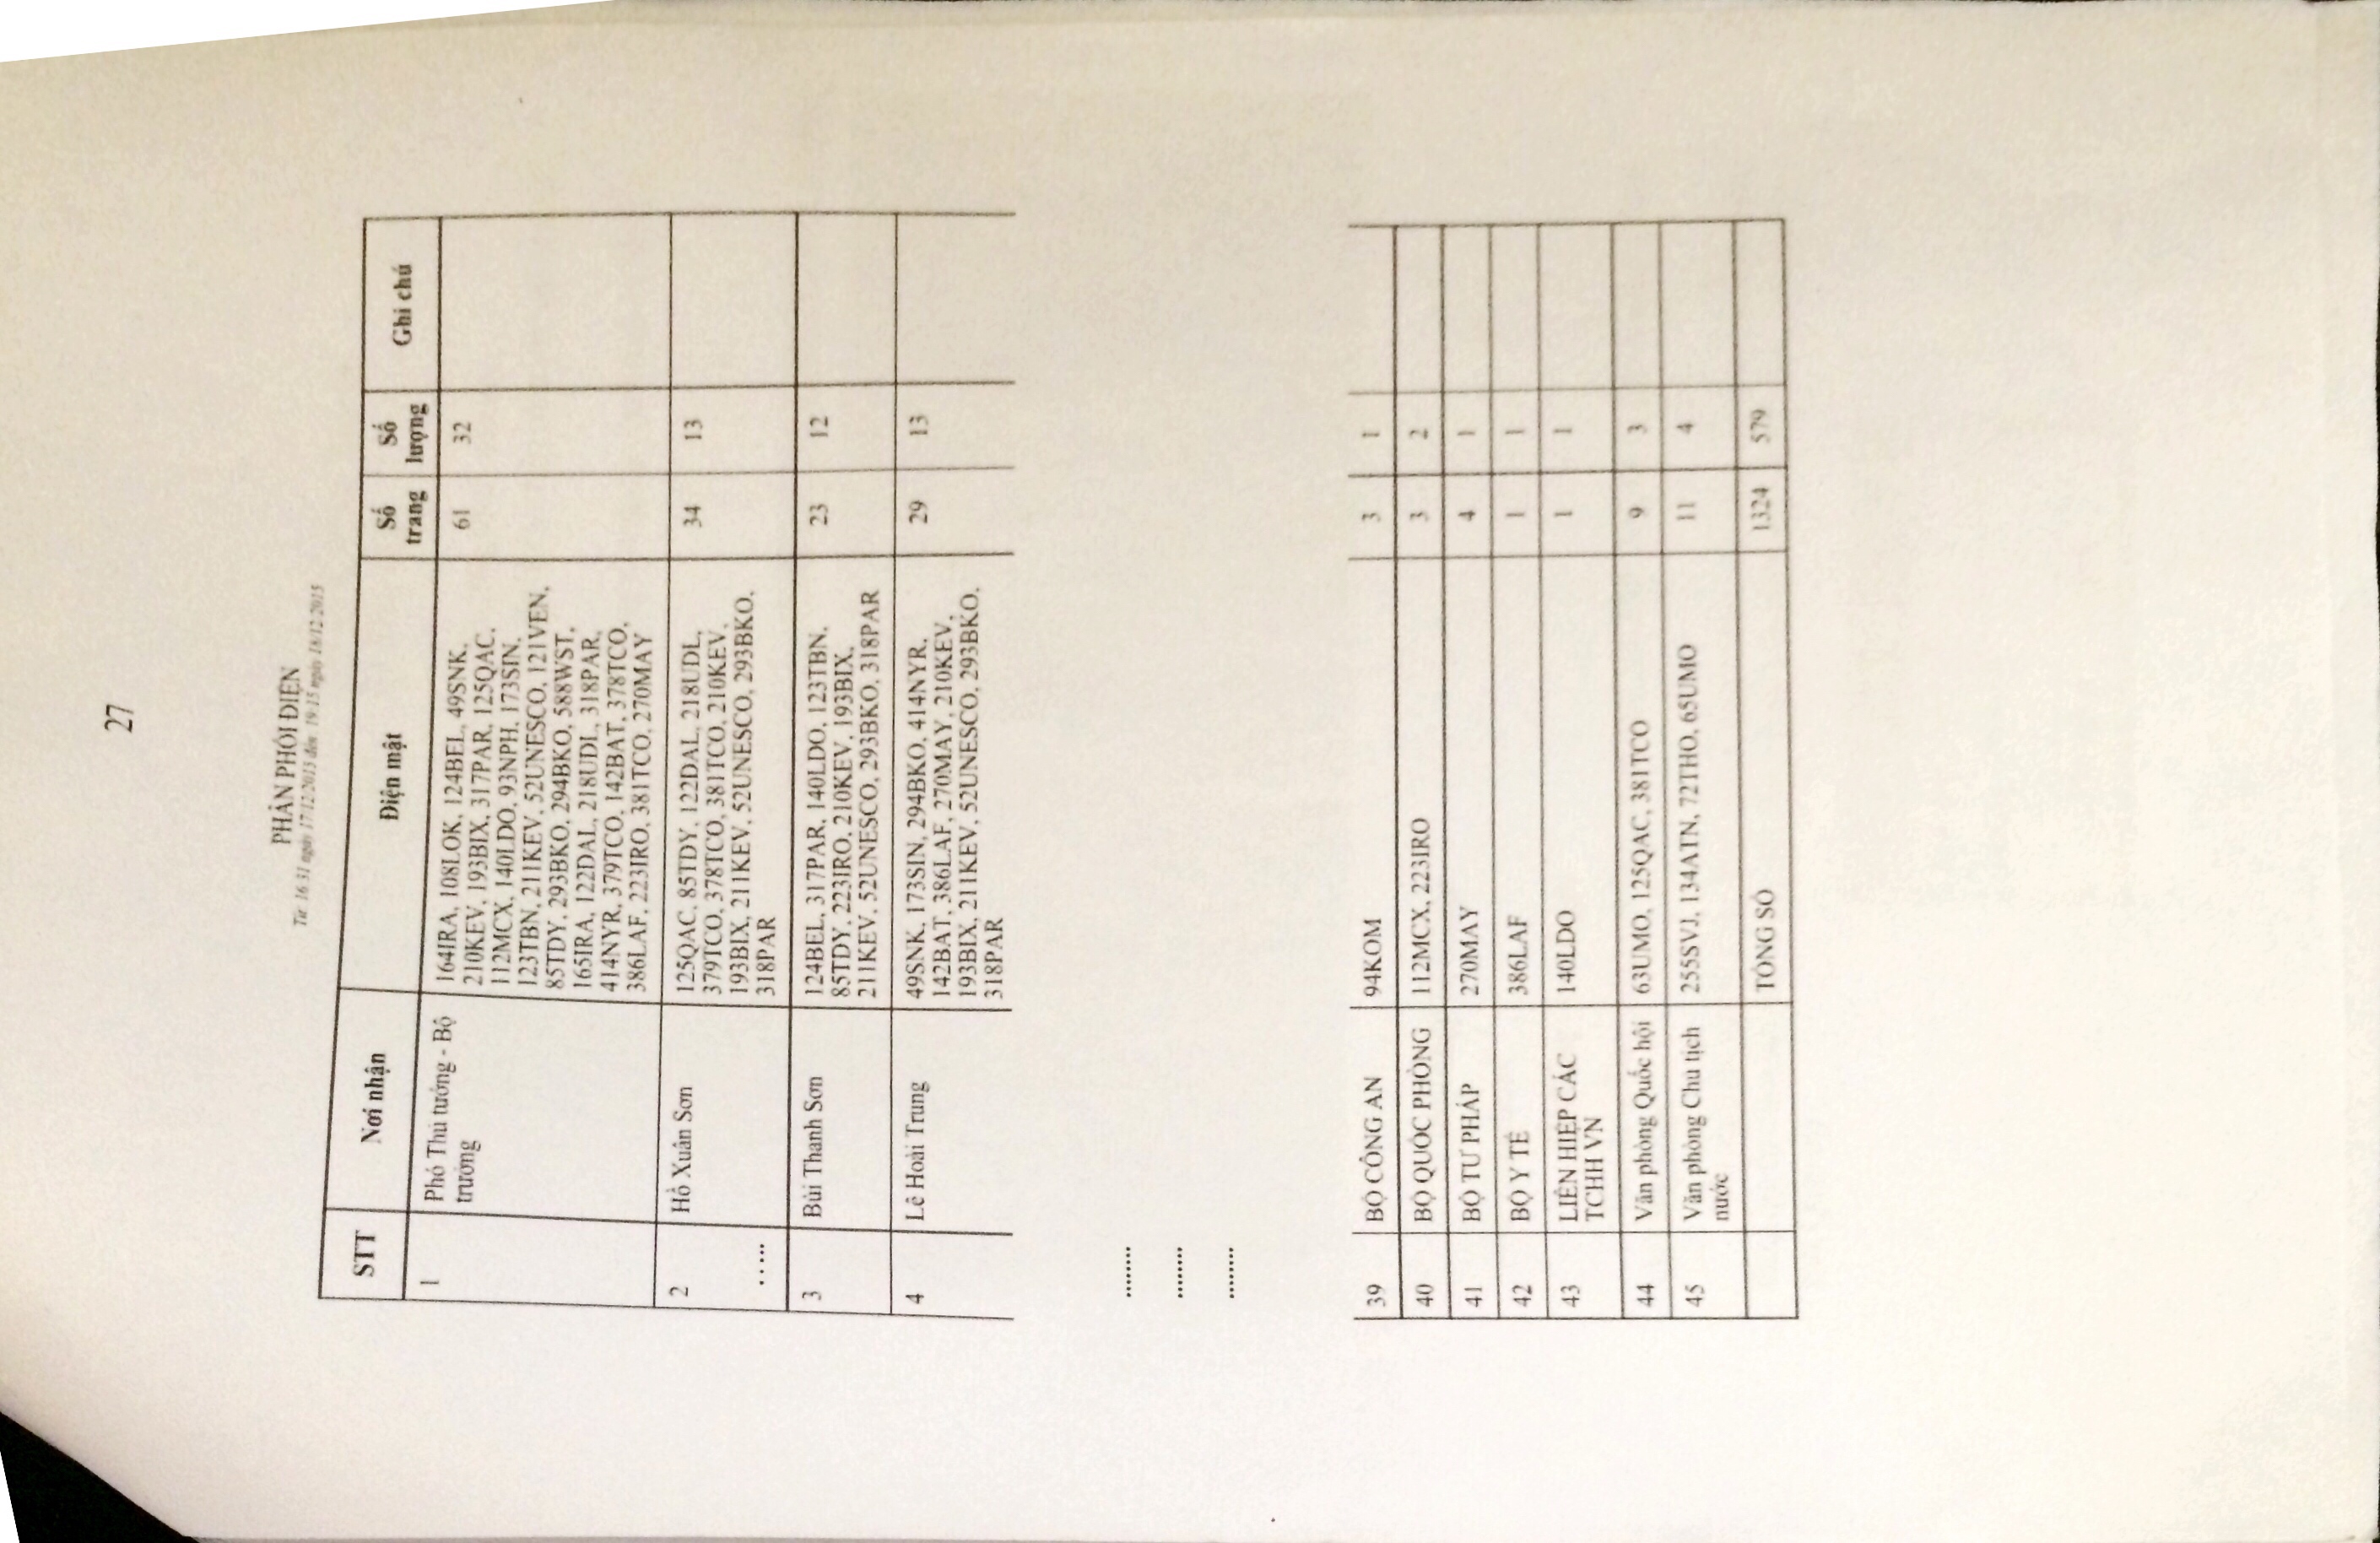 27
PHÂN PHỐI ĐIỆN
Từ: 16:31 ngày 17/12/2015 đến: 19:15 ngày 18/12/2015
STT Nơi nhận Điện mật Số trang Số lượng Ghi chú
1 Phó Thủ tướng - Bộ trưởng 61 32
164IRA, 108LOK, 124BEL, 49SNK,
210KEV, 193BIX, 317PAR, 125QAC,
112MCX, 140LDO, 93NPH, 173SIN,
123TBN, 211KEV, 52UNESCO, 121VEN,
85TDY, 293BKO, 294BKO, 588WST,
165IRA, 122DAL, 218UDL, 318PAR,
414NYR, 379TCO, 142BAT, 378TCO,
386LAF, 223IRO, 381TCO, 270MAY
2 Hồ Xuân Sơn 125QAC, 85TDY, 122DAL, 218UDL, 34 13
379TCO, 378TCO, 381TCO, 210KEV,
193BIX, 211KEV, 52UNESCO, 293BKO,
..... 318PAR
3 Bùi Thanh Sơn 124BEL, 317PAR, 140LDO, 123TBN, 23 12
85TDY, 223IRO, 210KEV, 193BIX,
211KEV, 52UNESCO, 293BKO, 318PAR
4 Lê Hoài Trung 49SNK, 173SIN, 294BKO, 414NYR, 29 13
142BAT, 386LAF, 270MAY, 210KEV,
193BIX, 211KEV, 52UNESCO, 293BKO,
318PAR
........
........
........
39 BỘ CÔNG AN 94KOM 3 1
40 BỘ QUỐC PHÒNG 112MCX, 223IRO 3 2
41 BỘ TƯ PHÁP 270MAY 4 1
42 BỘ Y TẾ 386LAF 1 1
43 LIÊN HIỆP CÁC 140LDO 1 1
TCHH VN
44 Văn phòng Quốc hội 63UMO, 125QAC, 381TCO 9 3
45 Văn phòng Chủ tịch 255SVJ, 134ATN, 72THO, 65UMO 11 4
nước
TỔNG SỐ 1324 579